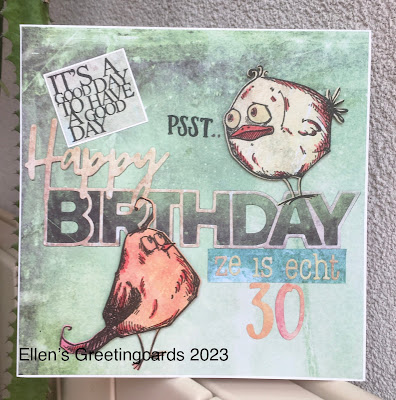 IT'S A
GOOD DAY
TO HAVE
A GOOD
DAY
PSST..
Happy
BIRTHDAY
ze is echt
30
Ellen's Greetingcards 2023